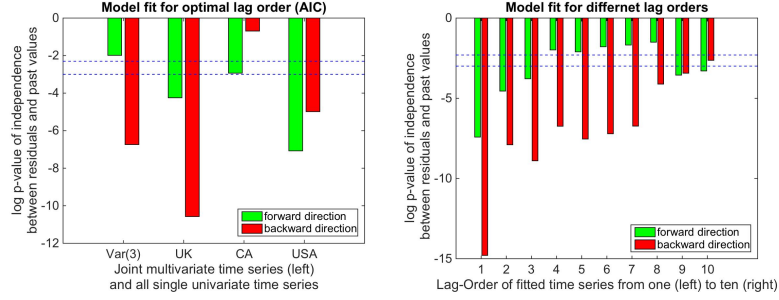 Model fit for optimal lag order (AIC)
0
-2
-4
-6
-8
-10
-12
log p-value of independence
between residuals and past values
forward direction
backward direction
Var(3) UK CA USA
Joint multivariate time series (left)
and all single univariate time series
Model fit for differnet lag orders
0
-5
-10
-15
log p-value of independence
between residuals and past values
forward direction
backward direction
1 2 3 4 5 6 7 8 9 10
Lag-Order of fitted time series from one (left) to ten (right)